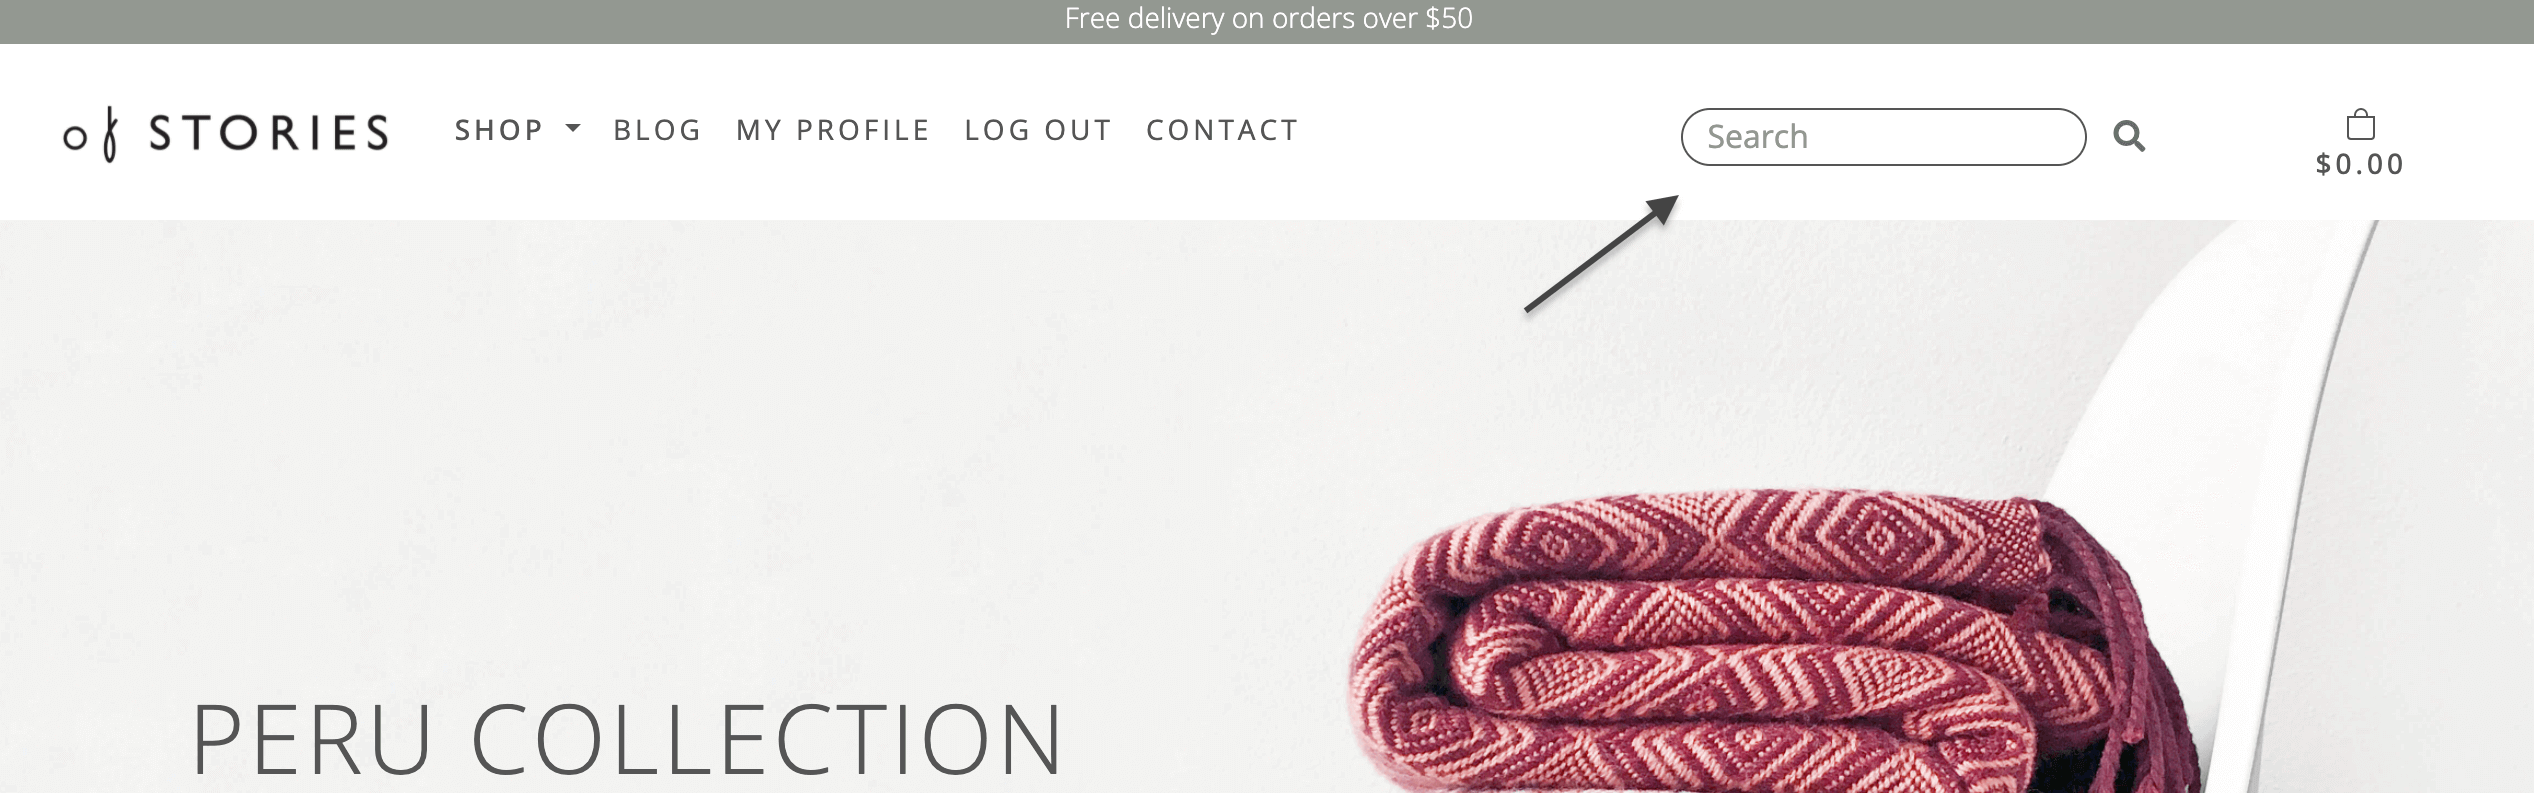 Free delivery on orders over $50
of STORIES
SHOP BLOG MY PROFILE LOG OUT CONTACT
Search
$0.00
PERU COLLECTION